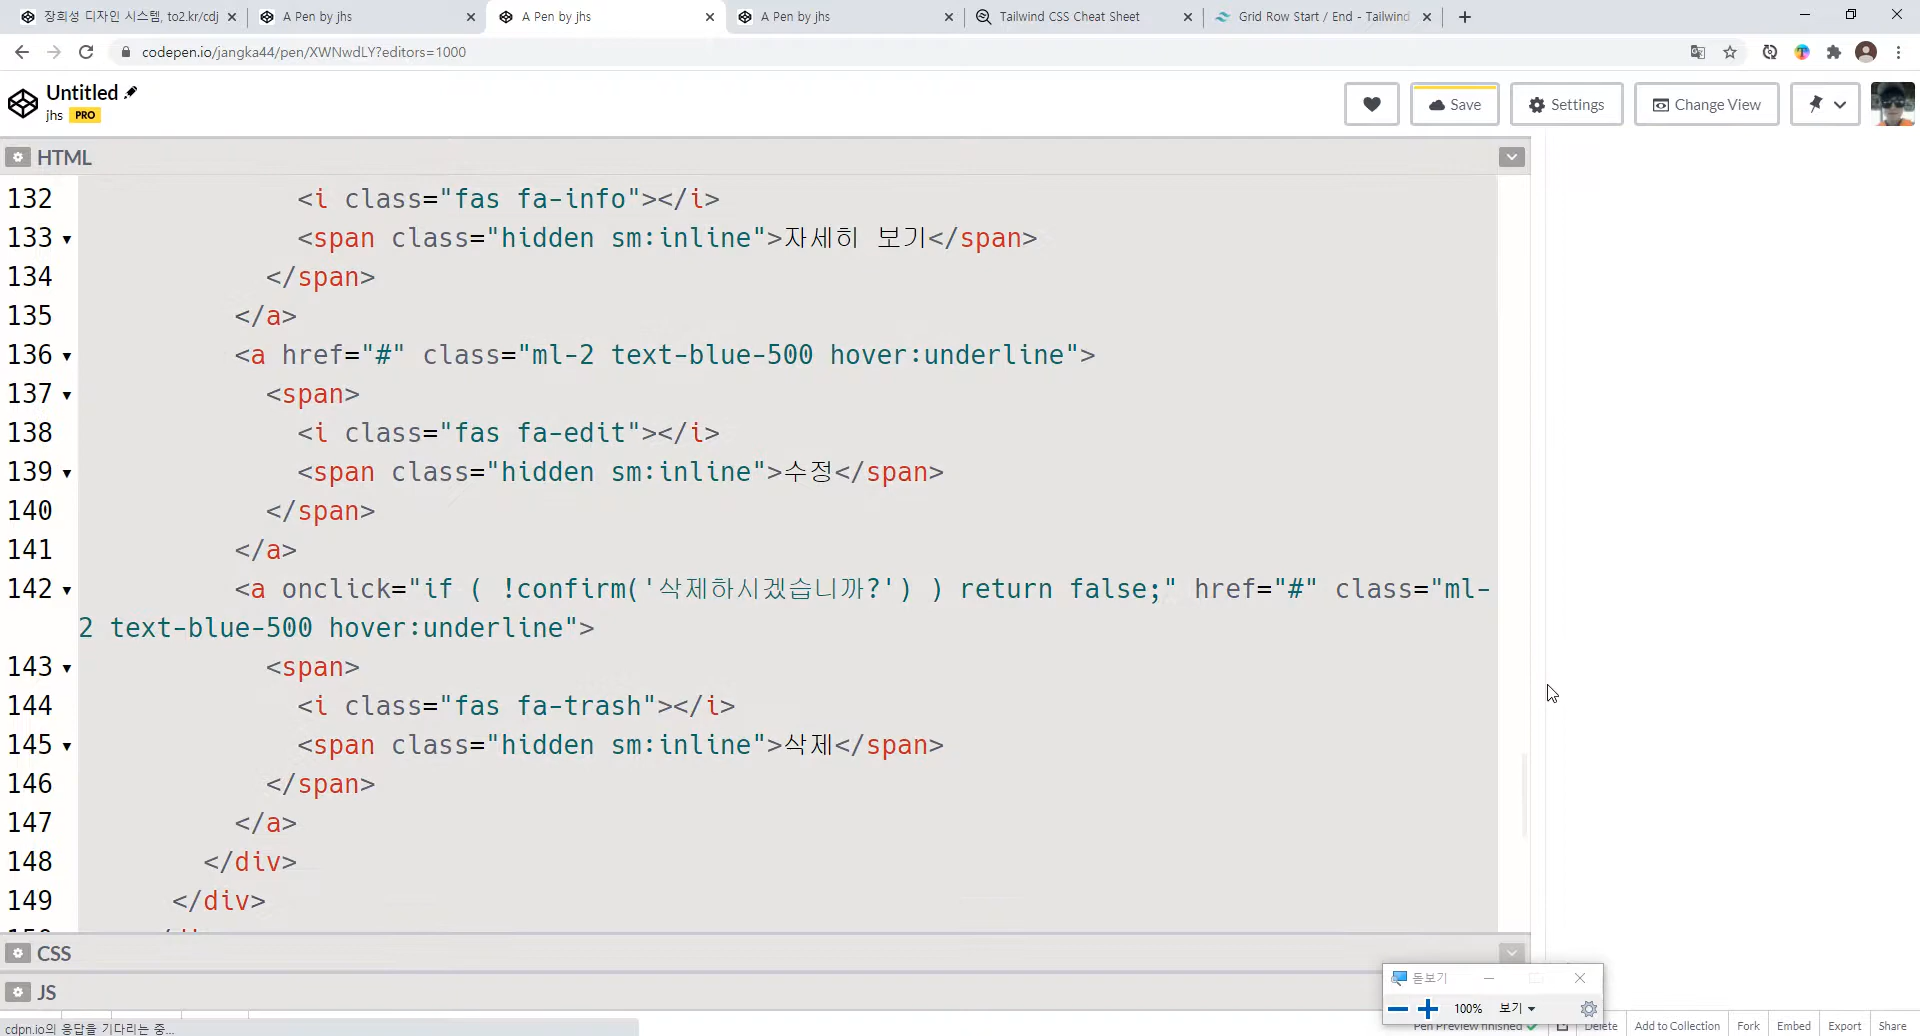 장희성 디자인 시스템, to2.kr/cdj
A Pen by jhs
A Pen by jhs
A Pen by jhs
Tailwind CSS Cheat Sheet
Grid Row Start / End - Tailwind
codepen.io/jangka44/pen/XWNwdLY?editors=1000
Untitled
jhs PRO
Save
Settings
Change View
HTML
132 <i class="fas fa-info"></i>
133 <span class="hidden sm:inline">자세히 보기</span>
134 </span>
135 </a>
136 <a href="#" class="ml-2 text-blue-500 hover:underline">
137 <span>
138 <i class="fas fa-edit"></i>
139 <span class="hidden sm:inline">수정</span>
140 </span>
141 </a>
142 <a onclick="if ( !confirm('삭제하시겠습니까?') ) return false;" href="#" class="ml-
2 text-blue-500 hover:underline">
143 <span>
144 <i class="fas fa-trash"></i>
145 <span class="hidden sm:inline">삭제</span>
146 </span>
147 </a>
148 </div>
149 </div>
CSS
JS
돋보기
100% 보기
cdpn.io의 응답을 기다리는 중...
Pen Preview finished
Delete
Add to Collection
Fork
Embed
Export
Share